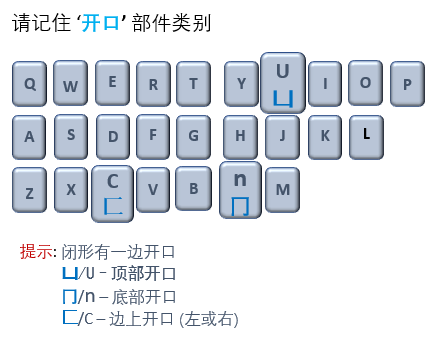 请记住 ‘开口’ 部件类别
Q W E R T Y U I O P
凵
A S D F G H J K L
Z X C V B n M
匚 冂
提示: 闭形有一边开口
凵/U – 顶部开口
冂/n – 底部开口
匚/C – 边上开口 (左或右)